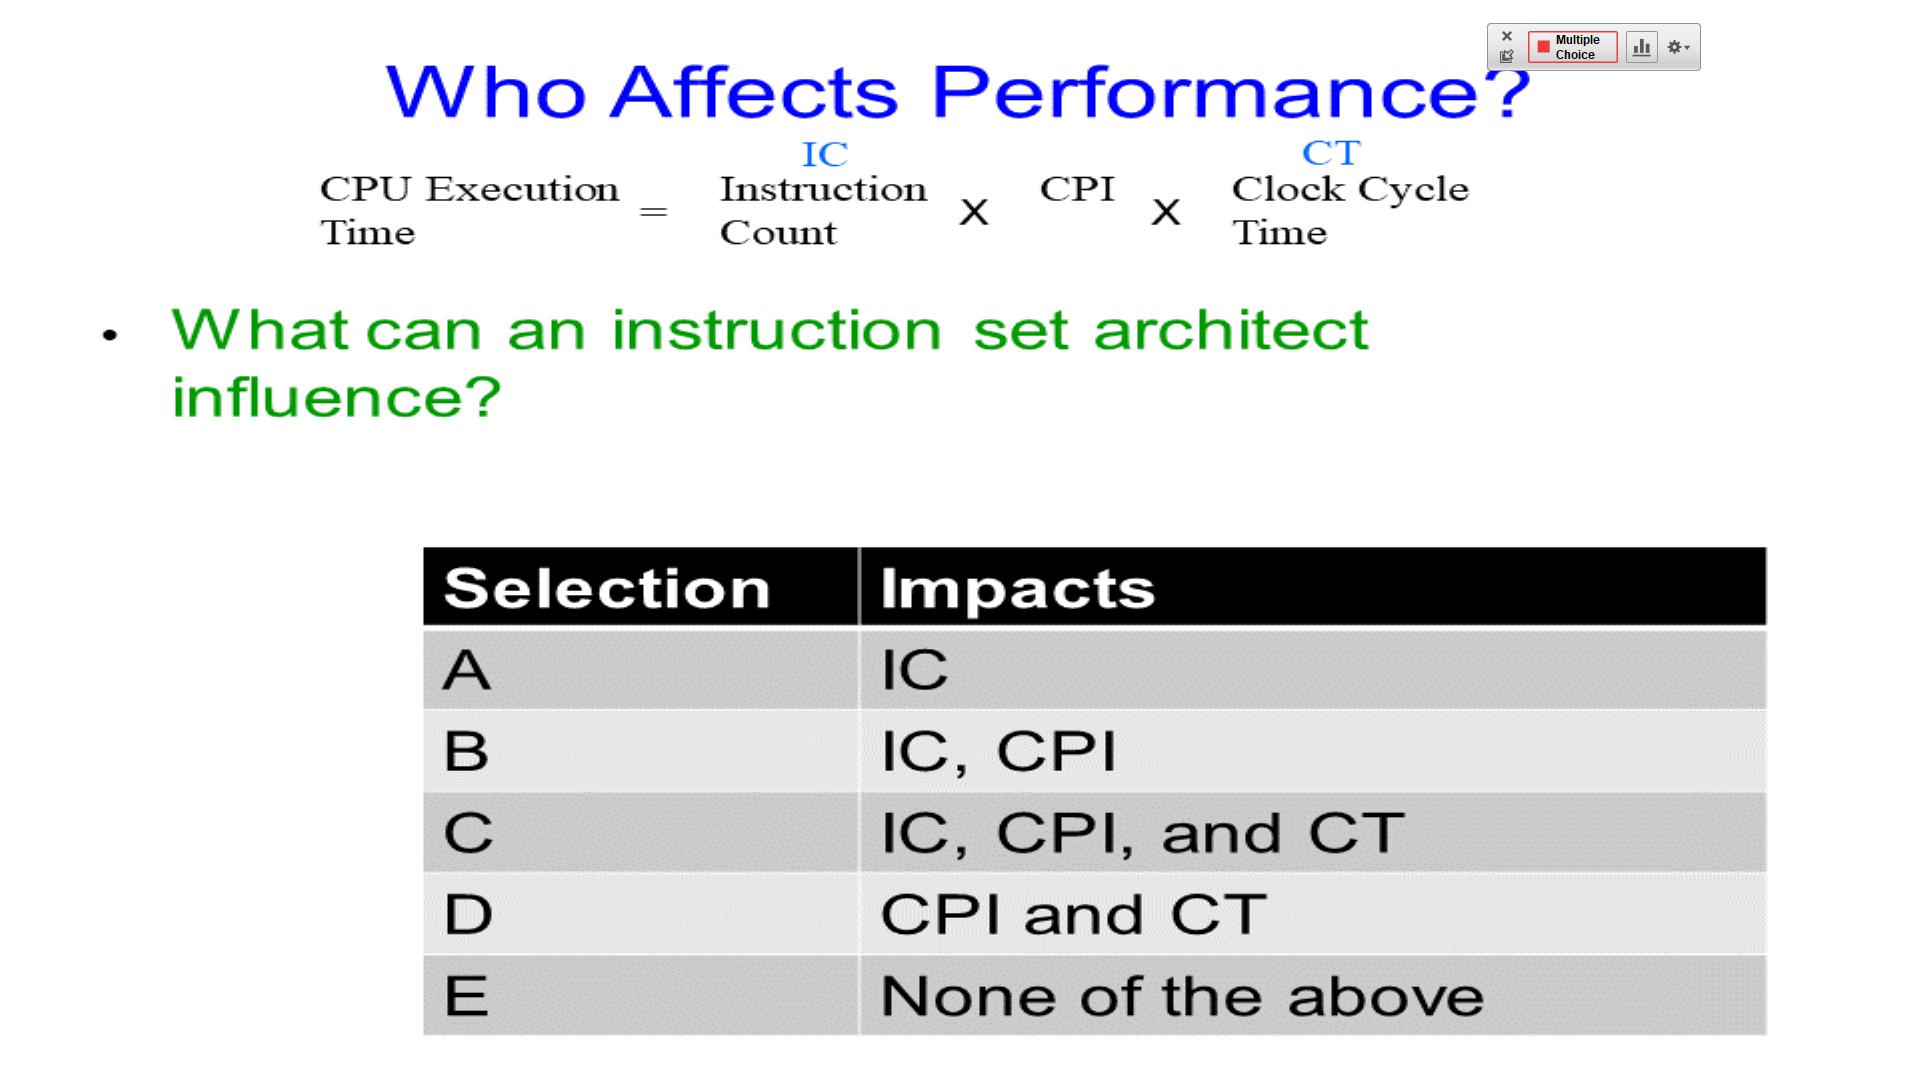 Multiple
Choice
Who Affects Performance?
IC CT
CPU Execution Instruction CPI Clock Cycle
= X X
Time Count Time
• What can an instruction set architect
influence?
Selection Impacts
A IC
B IC, CPI
C IC, CPI, and CT
D CPI and CT
E None of the above